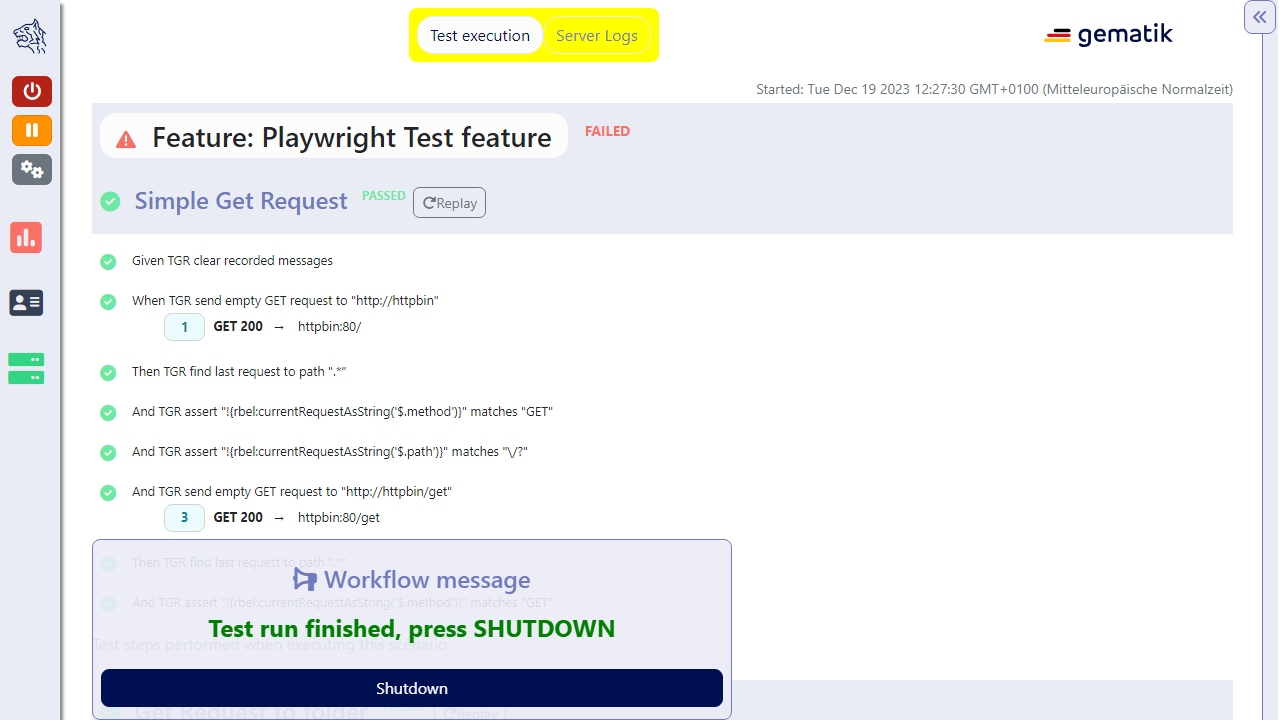 Test execution Server Logs
gematik
Started: Tue Dec 19 2023 12:27:30 GMT+0100 (Mitteleuropäische Normalzeit)
Feature: Playwright Test feature FAILED
Simple Get Request PASSED Replay
Given TGR clear recorded messages
When TGR send empty GET request to "http://httpbin"
1 GET 200 → httpbin:80/
Then TGR find last request to path ".*"
And TGR assert "!{rbel:currentRequestAsString('$.method')}" matches "GET"
And TGR assert "!{rbel:currentRequestAsString('$.path')}" matches "\/?"
And TGR send empty GET request to "http://httpbin/get"
3 GET 200 → httpbin:80/get
Then TGR find last request to path ".*"
Workflow message
And TGR assert "!{rbel:currentRequestAsString('$.method')}" matches "GET"
Test run finished, press SHUTDOWN
Test steps performed when executing this scenario
Shutdown
Get Request to folder Replay